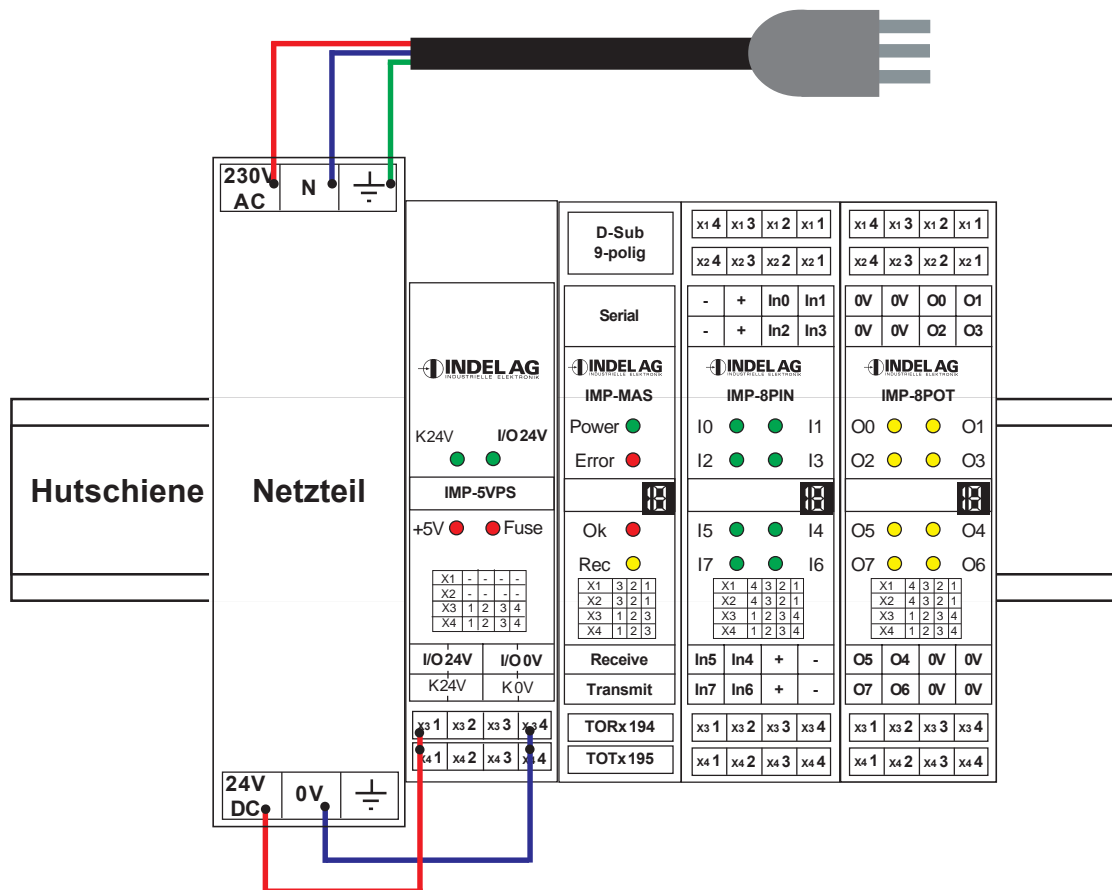 230V
AC
N
Hutschiene
Netzteil
24V
DC
0V
INDEL AG
INDUSTRIELLE ELEKTRONIK
K24V I/O 24V
IMP-5VPS
+5V Fuse
X1 - - - -
X2 - - - -
X3 1 2 3 4
X4 1 2 3 4
I/O 24V I/O 0V
K24V K0V
X3 1 X3 2 X3 3 X3 4
X4 1 X4 2 X4 3 X4 4
D-Sub
9-polig
Serial
INDEL AG
INDUSTRIELLE ELEKTRONIK
IMP-MAS
Power
Error
Ok
Rec
X1 3 2 1
X2 3 2 1
X3 1 2 3
X4 1 2 3
Receive
Transmit
TORx 194
TOTx 195
X1 4 X1 3 X1 2 X1 1
X2 4 X2 3 X2 2 X2 1
- + In0 In1
- + In2 In3
INDEL AG
INDUSTRIELLE ELEKTRONIK
IMP-8PIN
I0 I1
I2 I3
I5 I4
I7 I6
X1 4 3 2 1
X2 4 3 2 1
X3 1 2 3 4
X4 1 2 3 4
In5 In4 + -
In7 In6 + -
X3 1 X3 2 X3 3 X3 4
X4 1 X4 2 X4 3 X4 4
X1 4 X1 3 X1 2 X1 1
X2 4 X2 3 X2 2 X2 1
0V 0V O0 O1
0V 0V O2 O3
INDEL AG
INDUSTRIELLE ELEKTRONIK
IMP-8POT
O0 O1
O2 O3
O5 O4
O7 O6
X1 4 3 2 1
X2 4 3 2 1
X3 1 2 3 4
X4 1 2 3 4
O5 O4 0V 0V
O7 O6 0V 0V
X3 1 X3 2 X3 3 X3 4
X4 1 X4 2 X4 3 X4 4